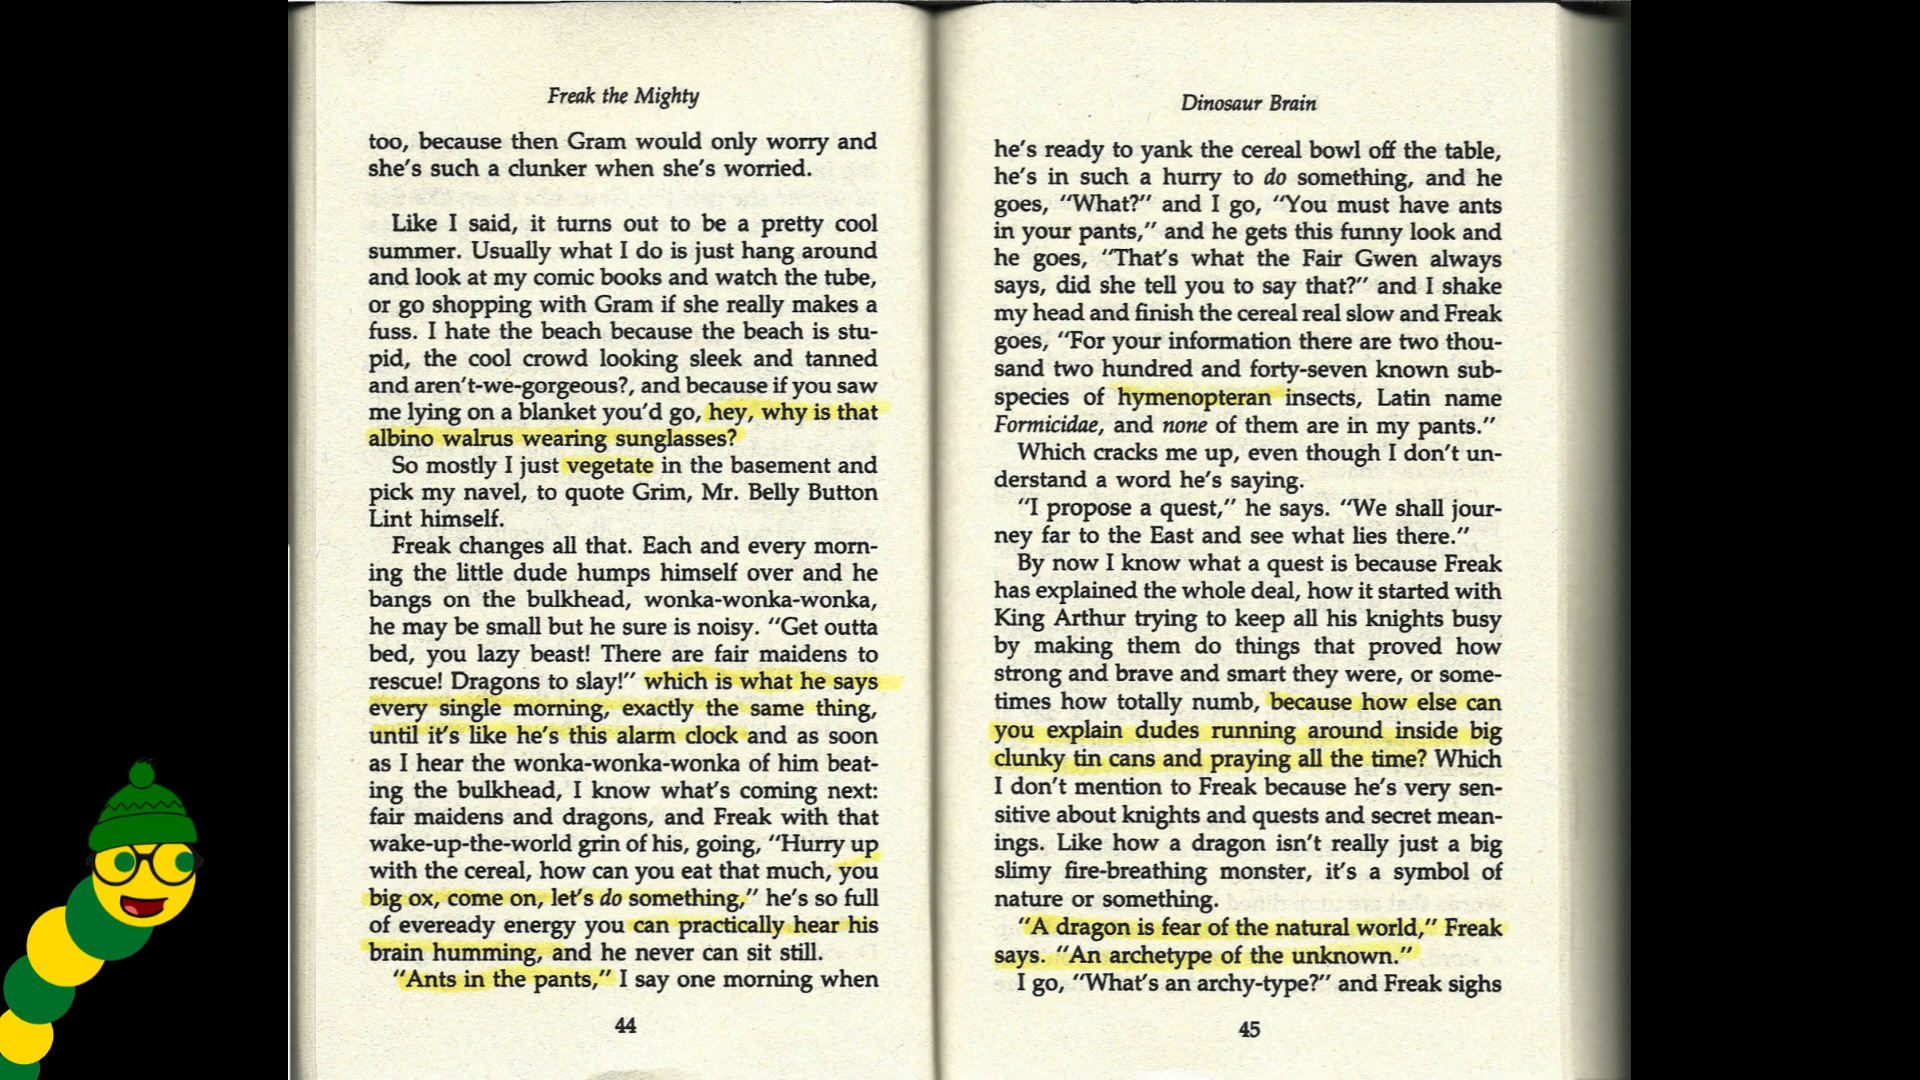 Freak the Mighty
too, because then Gram would only worry and
she's such a clunker when she's worried.
Like I said, it turns out to be a pretty cool
summer. Usually what I do is just hang around
and look at my comic books and watch the tube,
or go shopping with Gram if she really makes a
fuss. I hate the beach because the beach is stu-
pid, the cool crowd looking sleek and tanned
and aren't-we-gorgeous?, and because if you saw
me lying on a blanket you'd go, hey, why is that
albino walrus wearing sunglasses?
So mostly I just vegetate in the basement and
pick my navel, to quote Grim, Mr. Belly Button
Lint himself.
Freak changes all that. Each and every morn-
ing the little dude humps himself over and he
bangs on the bulkhead, wonka-wonka-wonka,
he may be small but he sure is noisy. "Get outta
bed, you lazy beast! There are fair maidens to
rescue! Dragons to slay!" which is what he says
every single morning, exactly the same thing,
until it's like he's this alarm clock and as soon
as I hear the wonka-wonka-wonka of him beat-
ing the bulkhead, I know what's coming next:
fair maidens and dragons, and Freak with that
wake-up-the-world grin of his, going, "Hurry up
with the cereal, how can you eat that much, you
big ox, come on, let's do something," he's so full
of eveready energy you can practically hear his
brain humming, and he never can sit still.
"Ants in the pants," I say one morning when
44
Dinosaur Brain
he's ready to yank the cereal bowl off the table,
he's in such a hurry to do something, and he
goes, "What?" and I go, "You must have ants
in your pants," and he gets this funny look and
he goes, "That's what the Fair Gwen always
says, did she tell you to say that?" and I shake
my head and finish the cereal real slow and Freak
goes, "For your information there are two thou-
sand two hundred and forty-seven known sub-
species of hymenopteran insects, Latin name
Formicidae, and none of them are in my pants."
Which cracks me up, even though I don't un-
derstand a word he's saying.
"I propose a quest," he says. "We shall jour-
ney far to the East and see what lies there."
By now I know what a quest is because Freak
has explained the whole deal, how it started with
King Arthur trying to keep all his knights busy
by making them do things that proved how
strong and brave and smart they were, or some-
times how totally numb, because how else can
you explain dudes running around inside big
clunky tin cans and praying all the time? Which
I don't mention to Freak because he's very sen-
sitive about knights and quests and secret mean-
ings. Like how a dragon isn't really just a big
slimy fire-breathing monster, it's a symbol of
nature or something.
"A dragon is fear of the natural world," Freak
says. "An archetype of the unknown."
I go, "What's an archy-type?" and Freak sighs
45